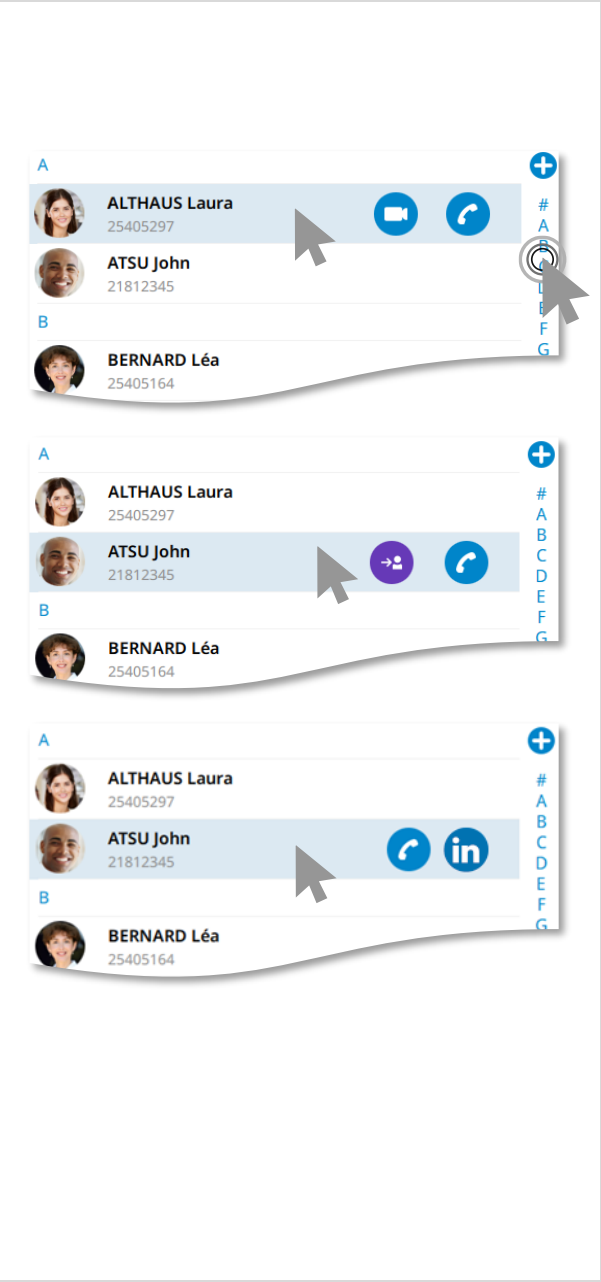 A
ALTHAUS Laura
25405297
ATSU John
21812345
B
BERNARD Léa
25405164
#
A
B
F
G
A
ALTHAUS Laura
25405297
ATSU John
21812345
B
BERNARD Léa
25405164
#
A
B
C
D
E
F
G
A
ALTHAUS Laura
25405297
ATSU John
21812345
in
B
BERNARD Léa
25405164
#
A
B
C
D
E
F
G